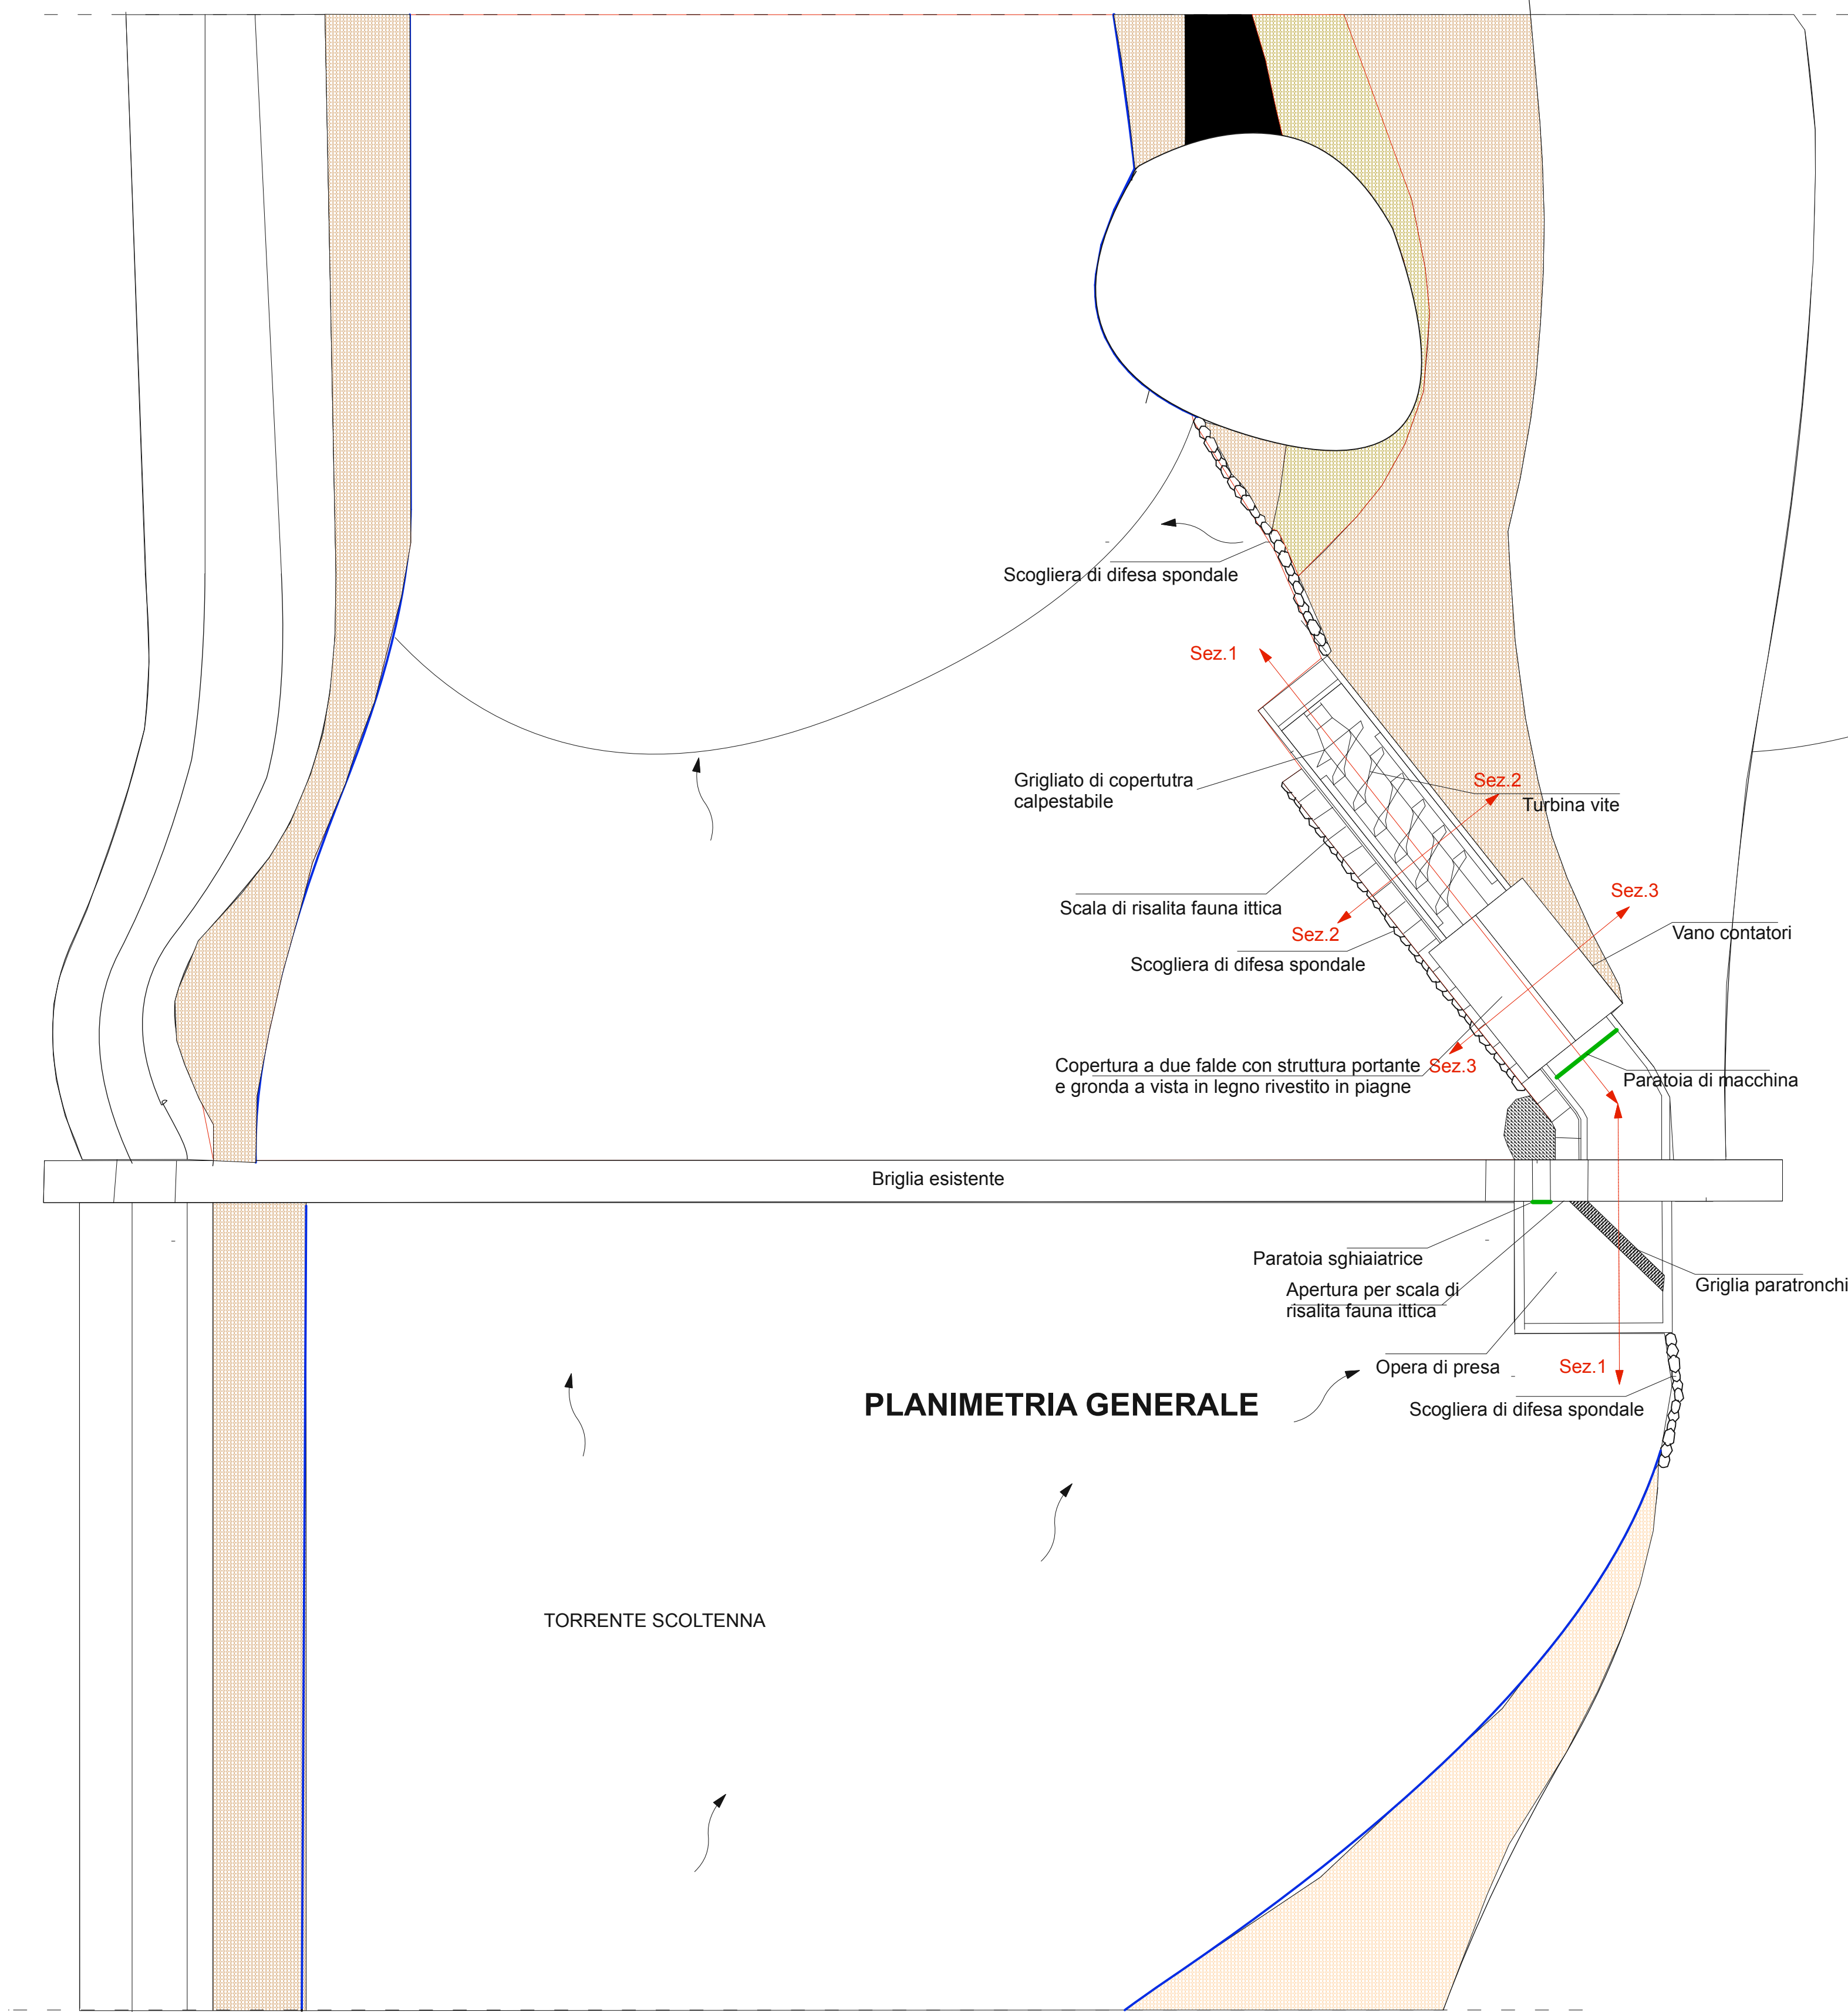 Scogliera di difesa spondale
Sez.1
Grigliato di copertutra
calpestabile
Sez.2
Turbina vite
Sez.3
Scala di risalita fauna ittica
Sez.2
Vano contatori
Scogliera di difesa spondale
Copertura a due falde con struttura portante
e gronda a vista in legno rivestito in piagne
Sez.3
Paratoia di macchina
Briglia esistente
Paratoia sghiaiatrice
Griglia paratronchi
Apertura per scala di
risalita fauna ittica
Opera di presa
Sez.1
PLANIMETRIA GENERALE
Scogliera di difesa spondale
TORRENTE SCOLTENNA